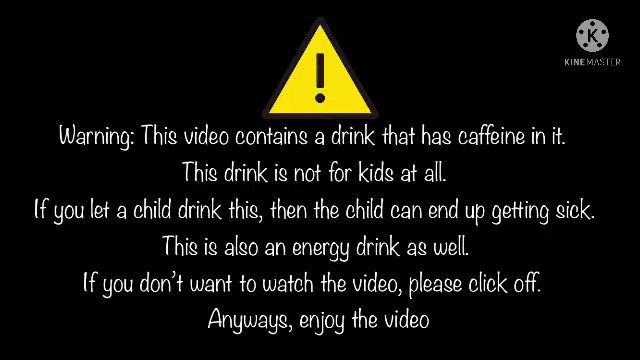 KINEMASTER
Warning: This video contains a drink that has caffeine in it.
This drink is not for kids at all.
If you let a child drink this, then the child can end up getting sick.
This is also an energy drink as well.
If you don't want to watch the video, please click off.
Anyways, enjoy the video